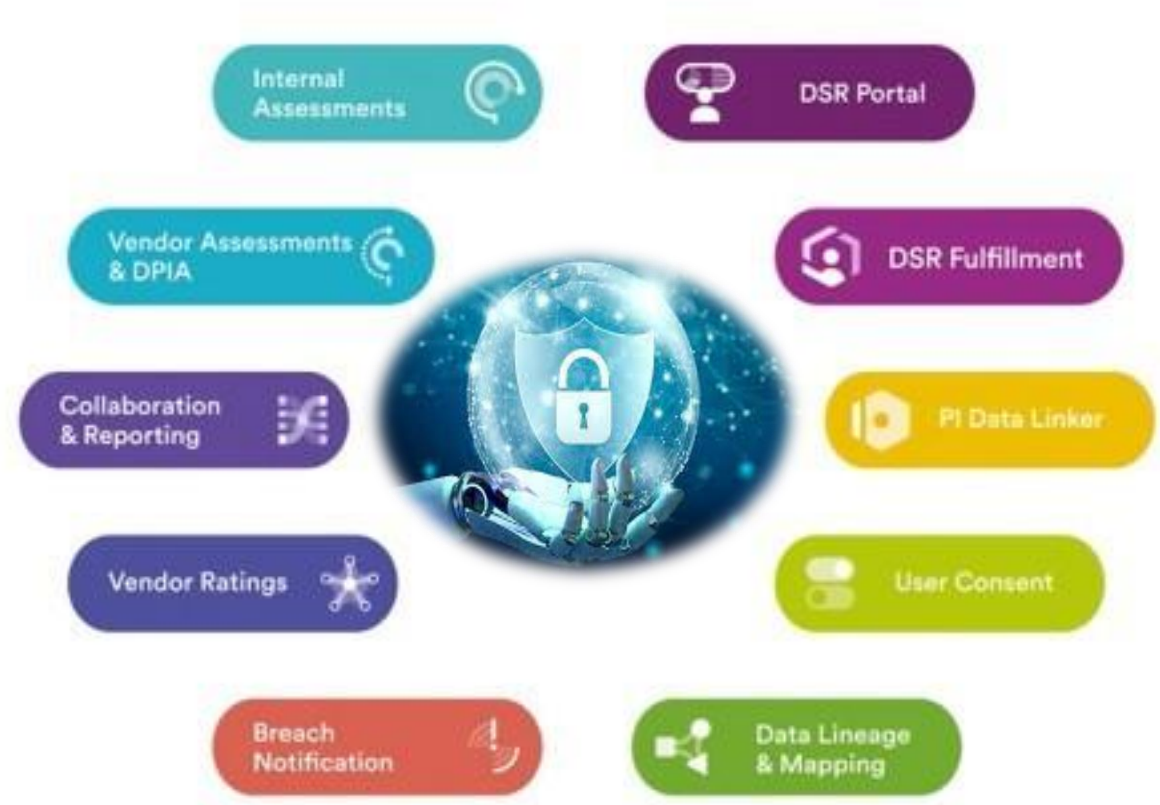 Internal
Assessments
DSR Portal
Vendor Assessments
& DPIA
DSR Fulfillment
Collaboration
& Reporting
PI Data Linker
Vendor Ratings
User Consent
Breach
Notification
Data Lineage
& Mapping